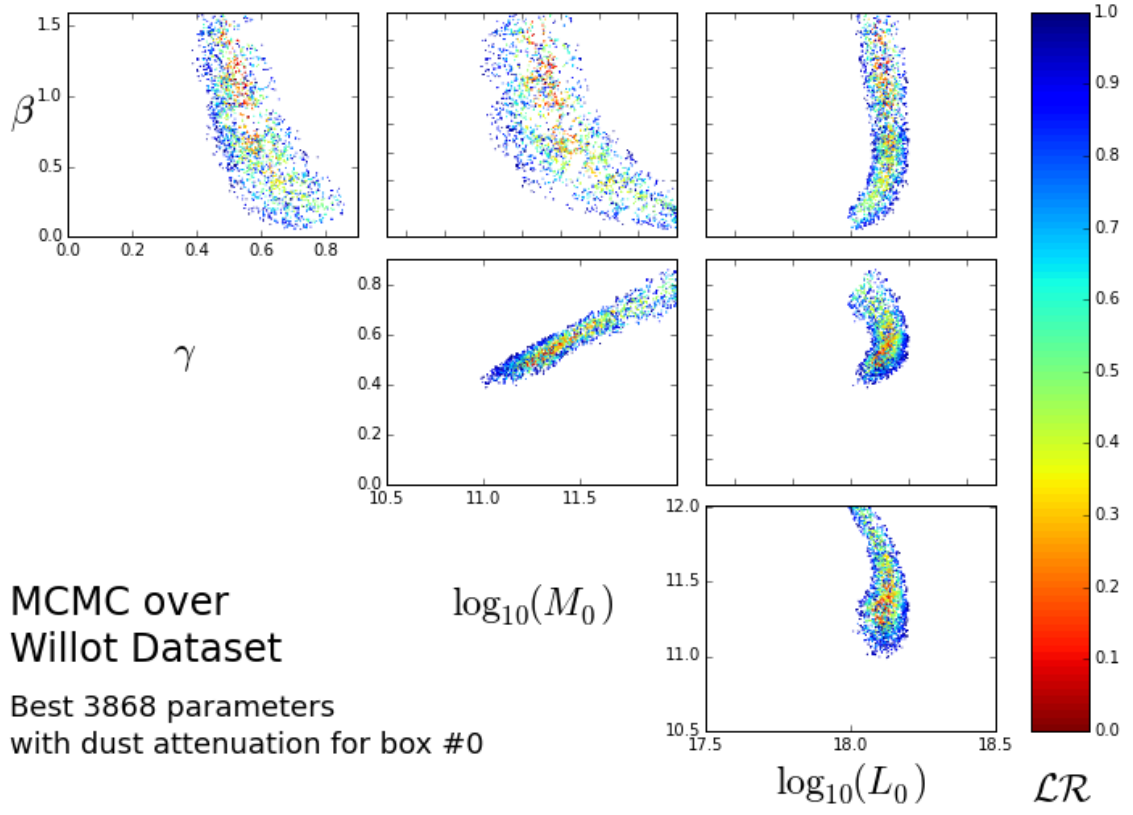 1.5
1.0
0.5
0.0
β
0.0 0.2 0.4 0.6 0.8
γ
0.8
0.6
0.4
0.2
0.0
10.5 11.0 11.5
12.0
11.5
11.0
10.5
17.5 18.0 18.5
log₁₀(M₀)
log₁₀(L₀)
MCMC over
Willot Dataset
Best 3868 parameters
with dust attenuation for box #0
1.0
0.9
0.8
0.7
0.6
0.5
0.4
0.3
0.2
0.1
0.0
ℒℛ